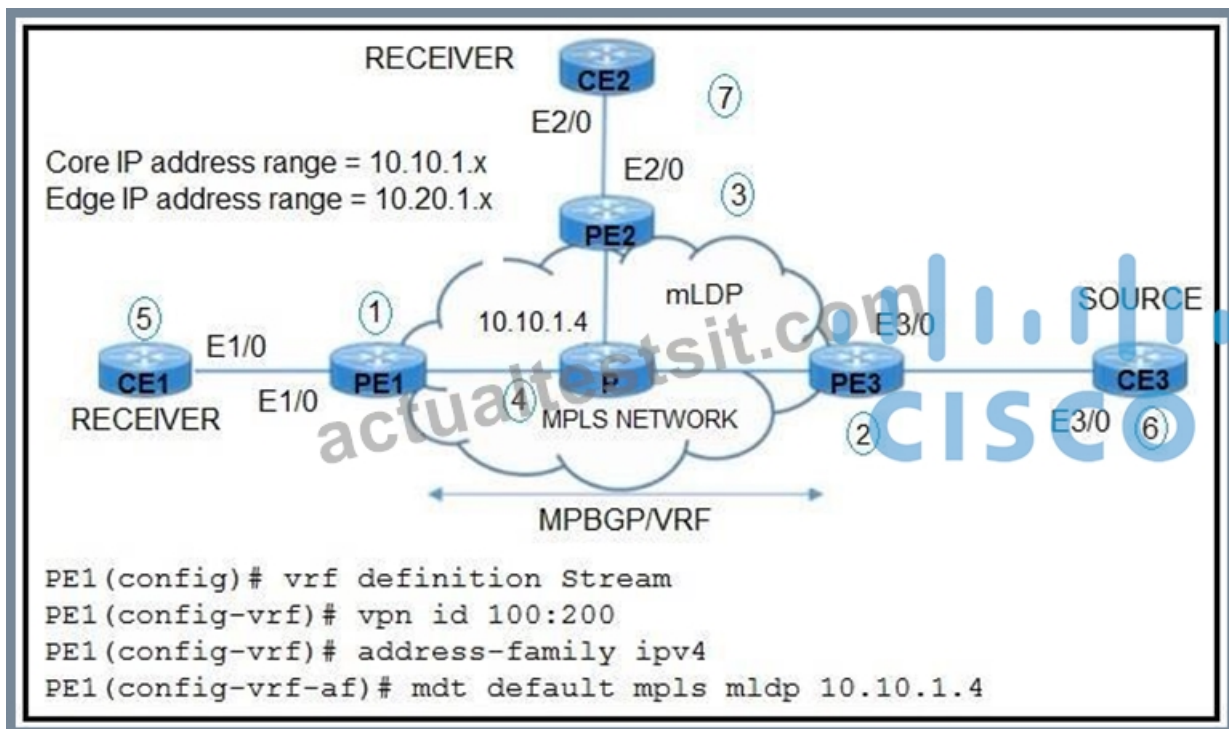 RECEIVER
CE2
7
E2/0
Core IP address range = 10.10.1.x
Edge IP address range = 10.20.1.x
E2/0
3
PE2
mLDP
SOURCE
5
1
10.10.1.4
E3/0
E1/0
CE1
PE1
P
PE3
CE3
E1/0
4
MPLS NETWORK
RECEIVER
2
E3/0
6
CISCO
actualtestsit.com
MPBGP/VRF
PE1(config)# vrf definition Stream
PE1(config-vrf)# vpn id 100:200
PE1(config-vrf)# address-family ipv4
PE1(config-vrf-af)# mdt default mpls mldp 10.10.1.4